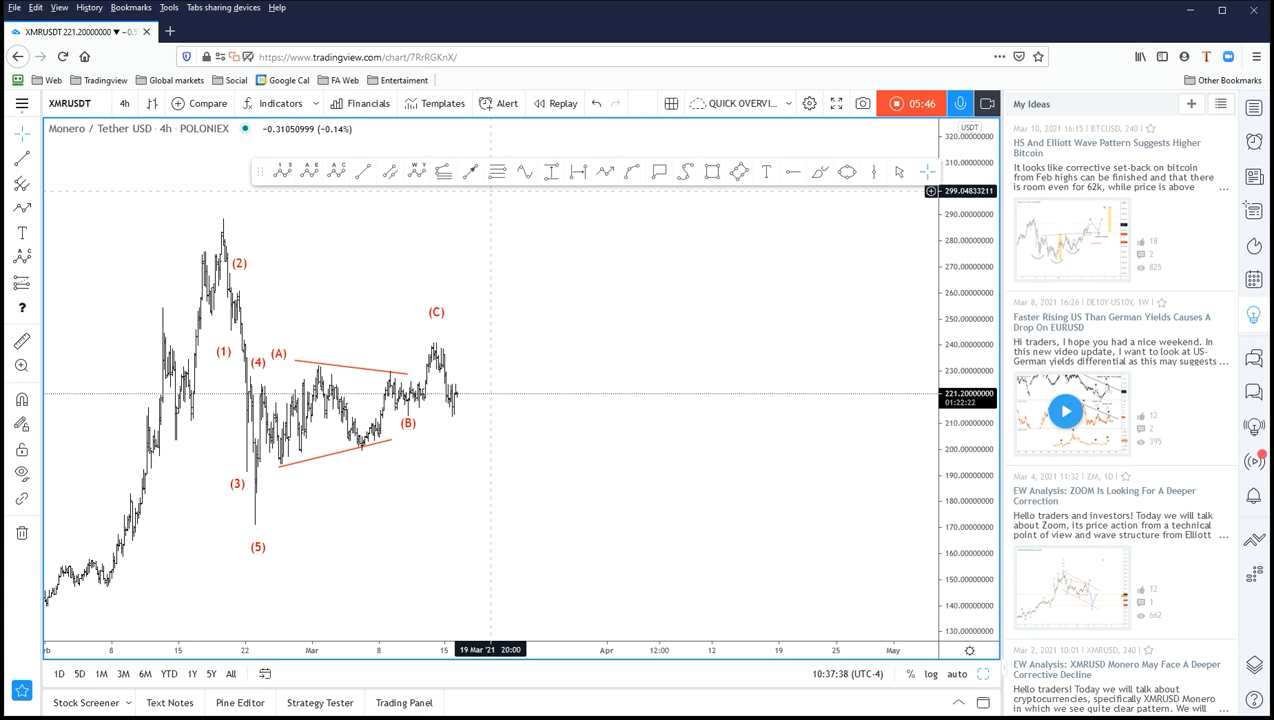 File Edit View History Bookmarks Tools Tabs sharing devices Help
XMRUSDT 221.20000000 ▼ −0.5
https://www.tradingview.com/chart/7RrRGKnX/
Web Tradingview Global markets Social Google Cal FA Web Entertaiment Other Bookmarks
XMRUSDT 4h Compare Indicators Financials Templates Alert Replay QUICK OVERVI... 05:46
Monero / Tether USD · 4h · POLONIEX −0.31050999 (−0.14%)
USDT
320.00000000
310.00000000
299.04833211
290.00000000
280.00000000
270.00000000
260.00000000
250.00000000
240.00000000
230.00000000
221.20000000
01:22:22
210.00000000
200.00000000
190.00000000
180.00000000
170.00000000
160.00000000
150.00000000
140.00000000
130.00000000
(2)
(C)
(1)
(4)
(A)
(B)
(3)
(5)
eb 8 15 22 Mar 8 15 19 Mar '21 20:00 Apr 12:00 12 19 25 May
1D 5D 1M 3M 6M YTD 1Y 5Y All 10:37:38 (UTC-4) % log auto
Stock Screener Text Notes Pine Editor Strategy Tester Trading Panel
My Ideas
Mar 10, 2021 16:15 | BTCUSD, 240 |
HS And Elliott Wave Pattern Suggests Higher
Bitcoin
It looks like corrective set-back on bitcoin
from Feb highs can be finished and that there
is room even for 62k, while price is above
...
18
2
825
Mar 8, 2021 16:26 | DE10Y-US10Y, 1W |
Faster Rising US Than German Yields Causes A
Drop On EURUSD
Hi traders, I hope you had a nice weekend. In
this new video update, I want to look at US-
German yields differential as this may suggests
...
12
2
395
Mar 4, 2021 11:32 | ZM, 1D |
EW Analysis: ZOOM Is Looking For A Deeper
Correction
Hello traders and investors! Today we will talk
about Zoom, its price action from a technical
point of view and wave structure from Elliott
...
12
1
662
Mar 2, 2021 10:01 | XMRUSD, 240 |
EW Analysis: XMRUSD Monero May Face A Deeper
Corrective Decline
Hello traders! Today we will talk about
cryptocurrencies, specifically XMRUSD Monero
in which we see quite clear pattern. We will
...